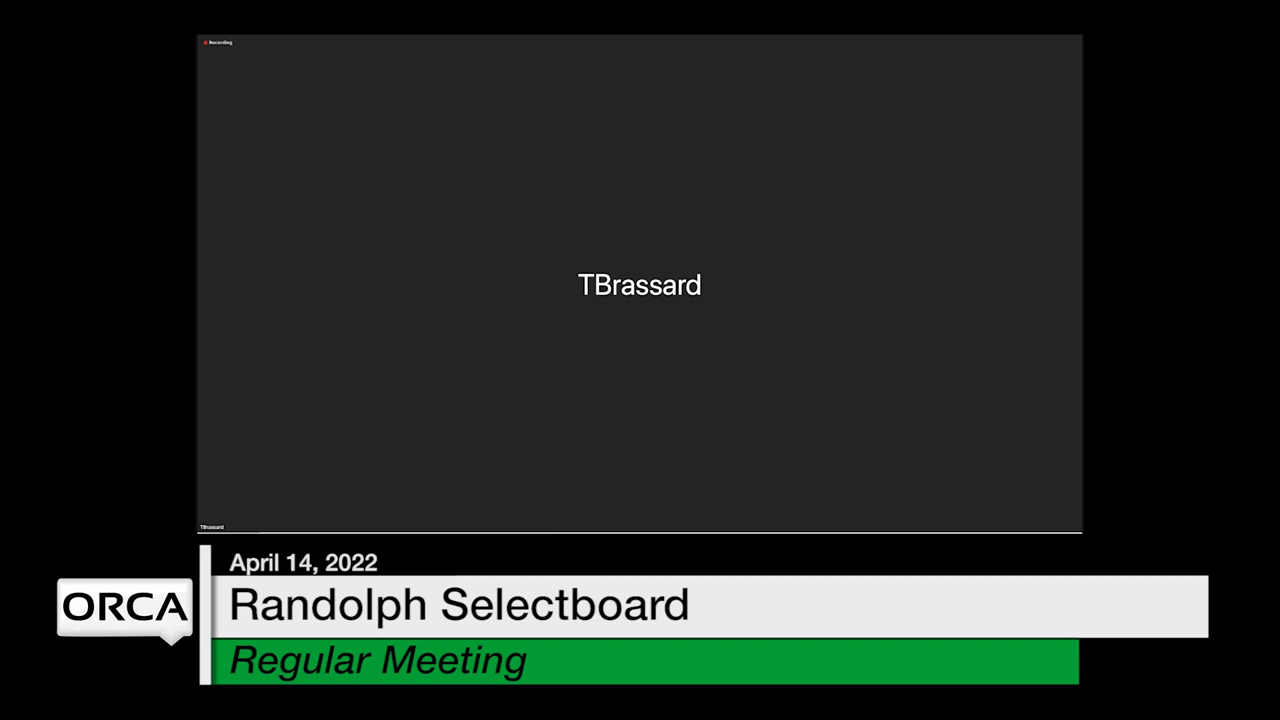 Recording
TBrassard
TBrassard
April 14, 2022
ORCA
Randolph Selectboard
Regular Meeting